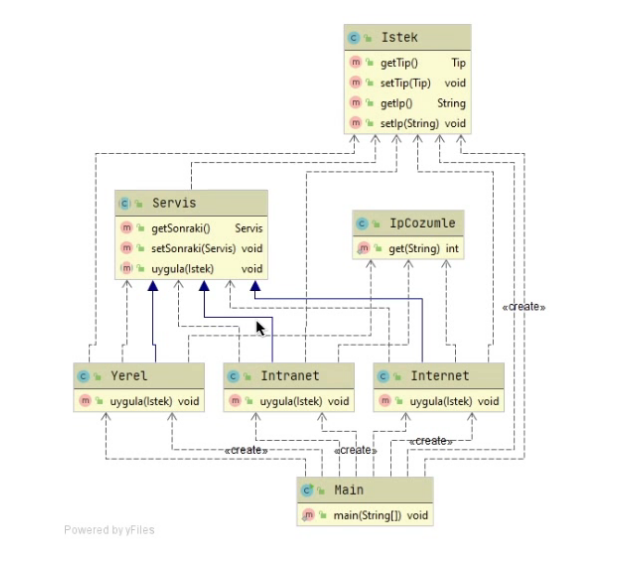 Istek
getTip() Tip
setTip(Tip) void
getIp() String
setIp(String) void
Servis
getSonraki() Servis
setSonraki(Servis) void
uygula(Istek) void
IpCozumle
get(String) int
«create»
Yerel
uygula(Istek) void
Intranet
uygula(Istek) void
Internet
uygula(Istek) void
«create»
«create»
«create»
Main
main(String[]) void
Powered by yFiles